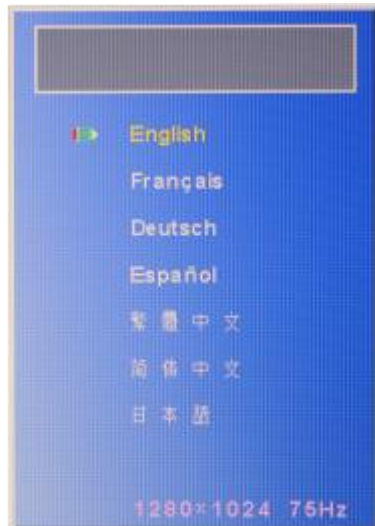 English
Français
Deutsch
Español
繁體中文
简体中文
日本語
1280×1024 75Hz